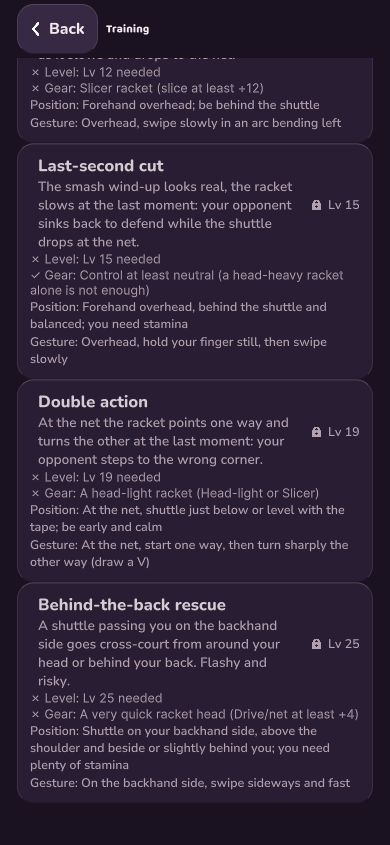 Back
Training
× Level: Lv 12 needed
× Gear: Slicer racket (slice at least +12)
Position: Forehand overhead; be behind the shuttle
Gesture: Overhead, swipe slowly in an arc bending left
Last-second cut
The smash wind-up looks real, the racket
slows at the last moment: your opponent
sinks back to defend while the shuttle
drops at the net.
Lv 15
× Level: Lv 15 needed
✓ Gear: Control at least neutral (a head-heavy racket
alone is not enough)
Position: Forehand overhead, behind the shuttle and
balanced; you need stamina
Gesture: Overhead, hold your finger still, then swipe
slowly
Double action
At the net the racket points one way and
turns the other at the last moment: your
opponent steps to the wrong corner.
Lv 19
× Level: Lv 19 needed
× Gear: A head-light racket (Head-light or Slicer)
Position: At the net, shuttle just below or level with the
tape; be early and calm
Gesture: At the net, start one way, then turn sharply the
other way (draw a V)
Behind-the-back rescue
A shuttle passing you on the backhand
side goes cross-court from around your
head or behind your back. Flashy and
risky.
Lv 25
× Level: Lv 25 needed
× Gear: A very quick racket head (Drive/net at least +4)
Position: Shuttle on your backhand side, above the
shoulder and beside or slightly behind you; you need
plenty of stamina
Gesture: On the backhand side, swipe sideways and fast